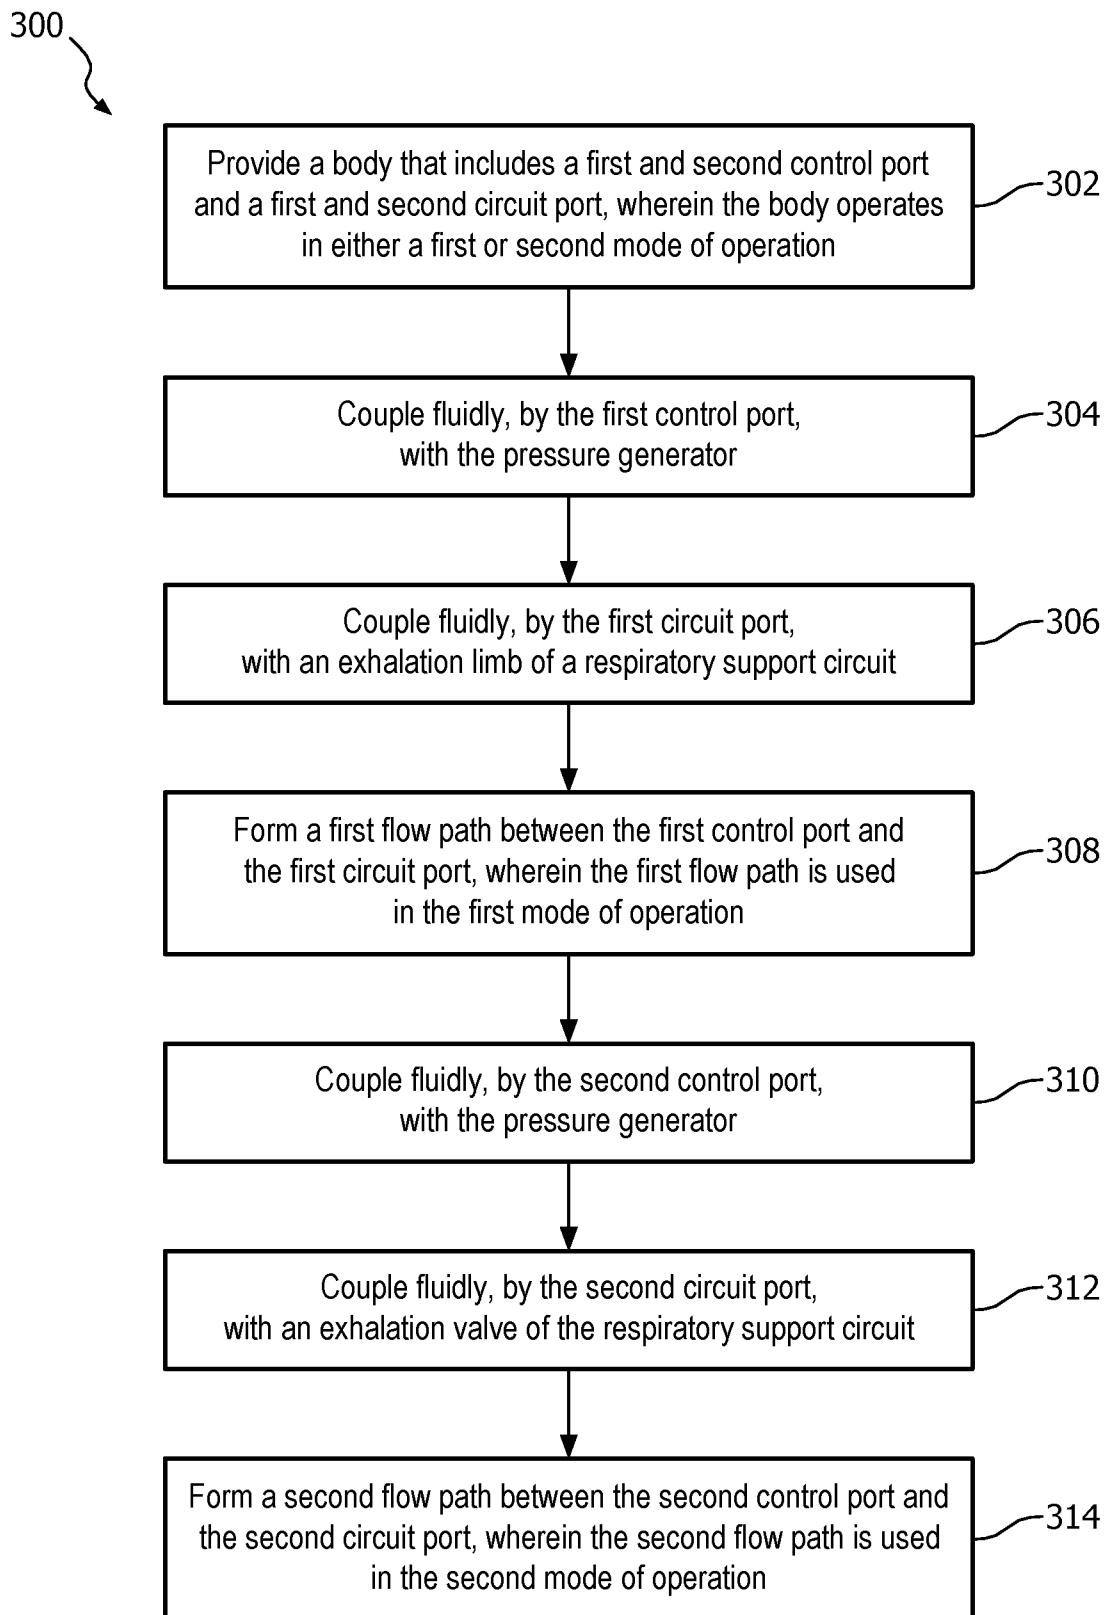 300
Provide a body that includes a first and second control port
and a first and second circuit port, wherein the body operates
in either a first or second mode of operation
302
Couple fluidly, by the first control port,
with the pressure generator
304
Couple fluidly, by the first circuit port,
with an exhalation limb of a respiratory support circuit
306
Form a first flow path between the first control port and
the first circuit port, wherein the first flow path is used
in the first mode of operation
308
Couple fluidly, by the second control port,
with the pressure generator
310
Couple fluidly, by the second circuit port,
with an exhalation valve of the respiratory support circuit
312
Form a second flow path between the second control port and
the second circuit port, wherein the second flow path is used
in the second mode of operation
314